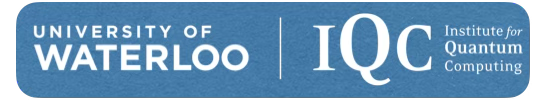 UNIVERSITY OF
WATERLOO
IQC
Institute for
Quantum
Computing